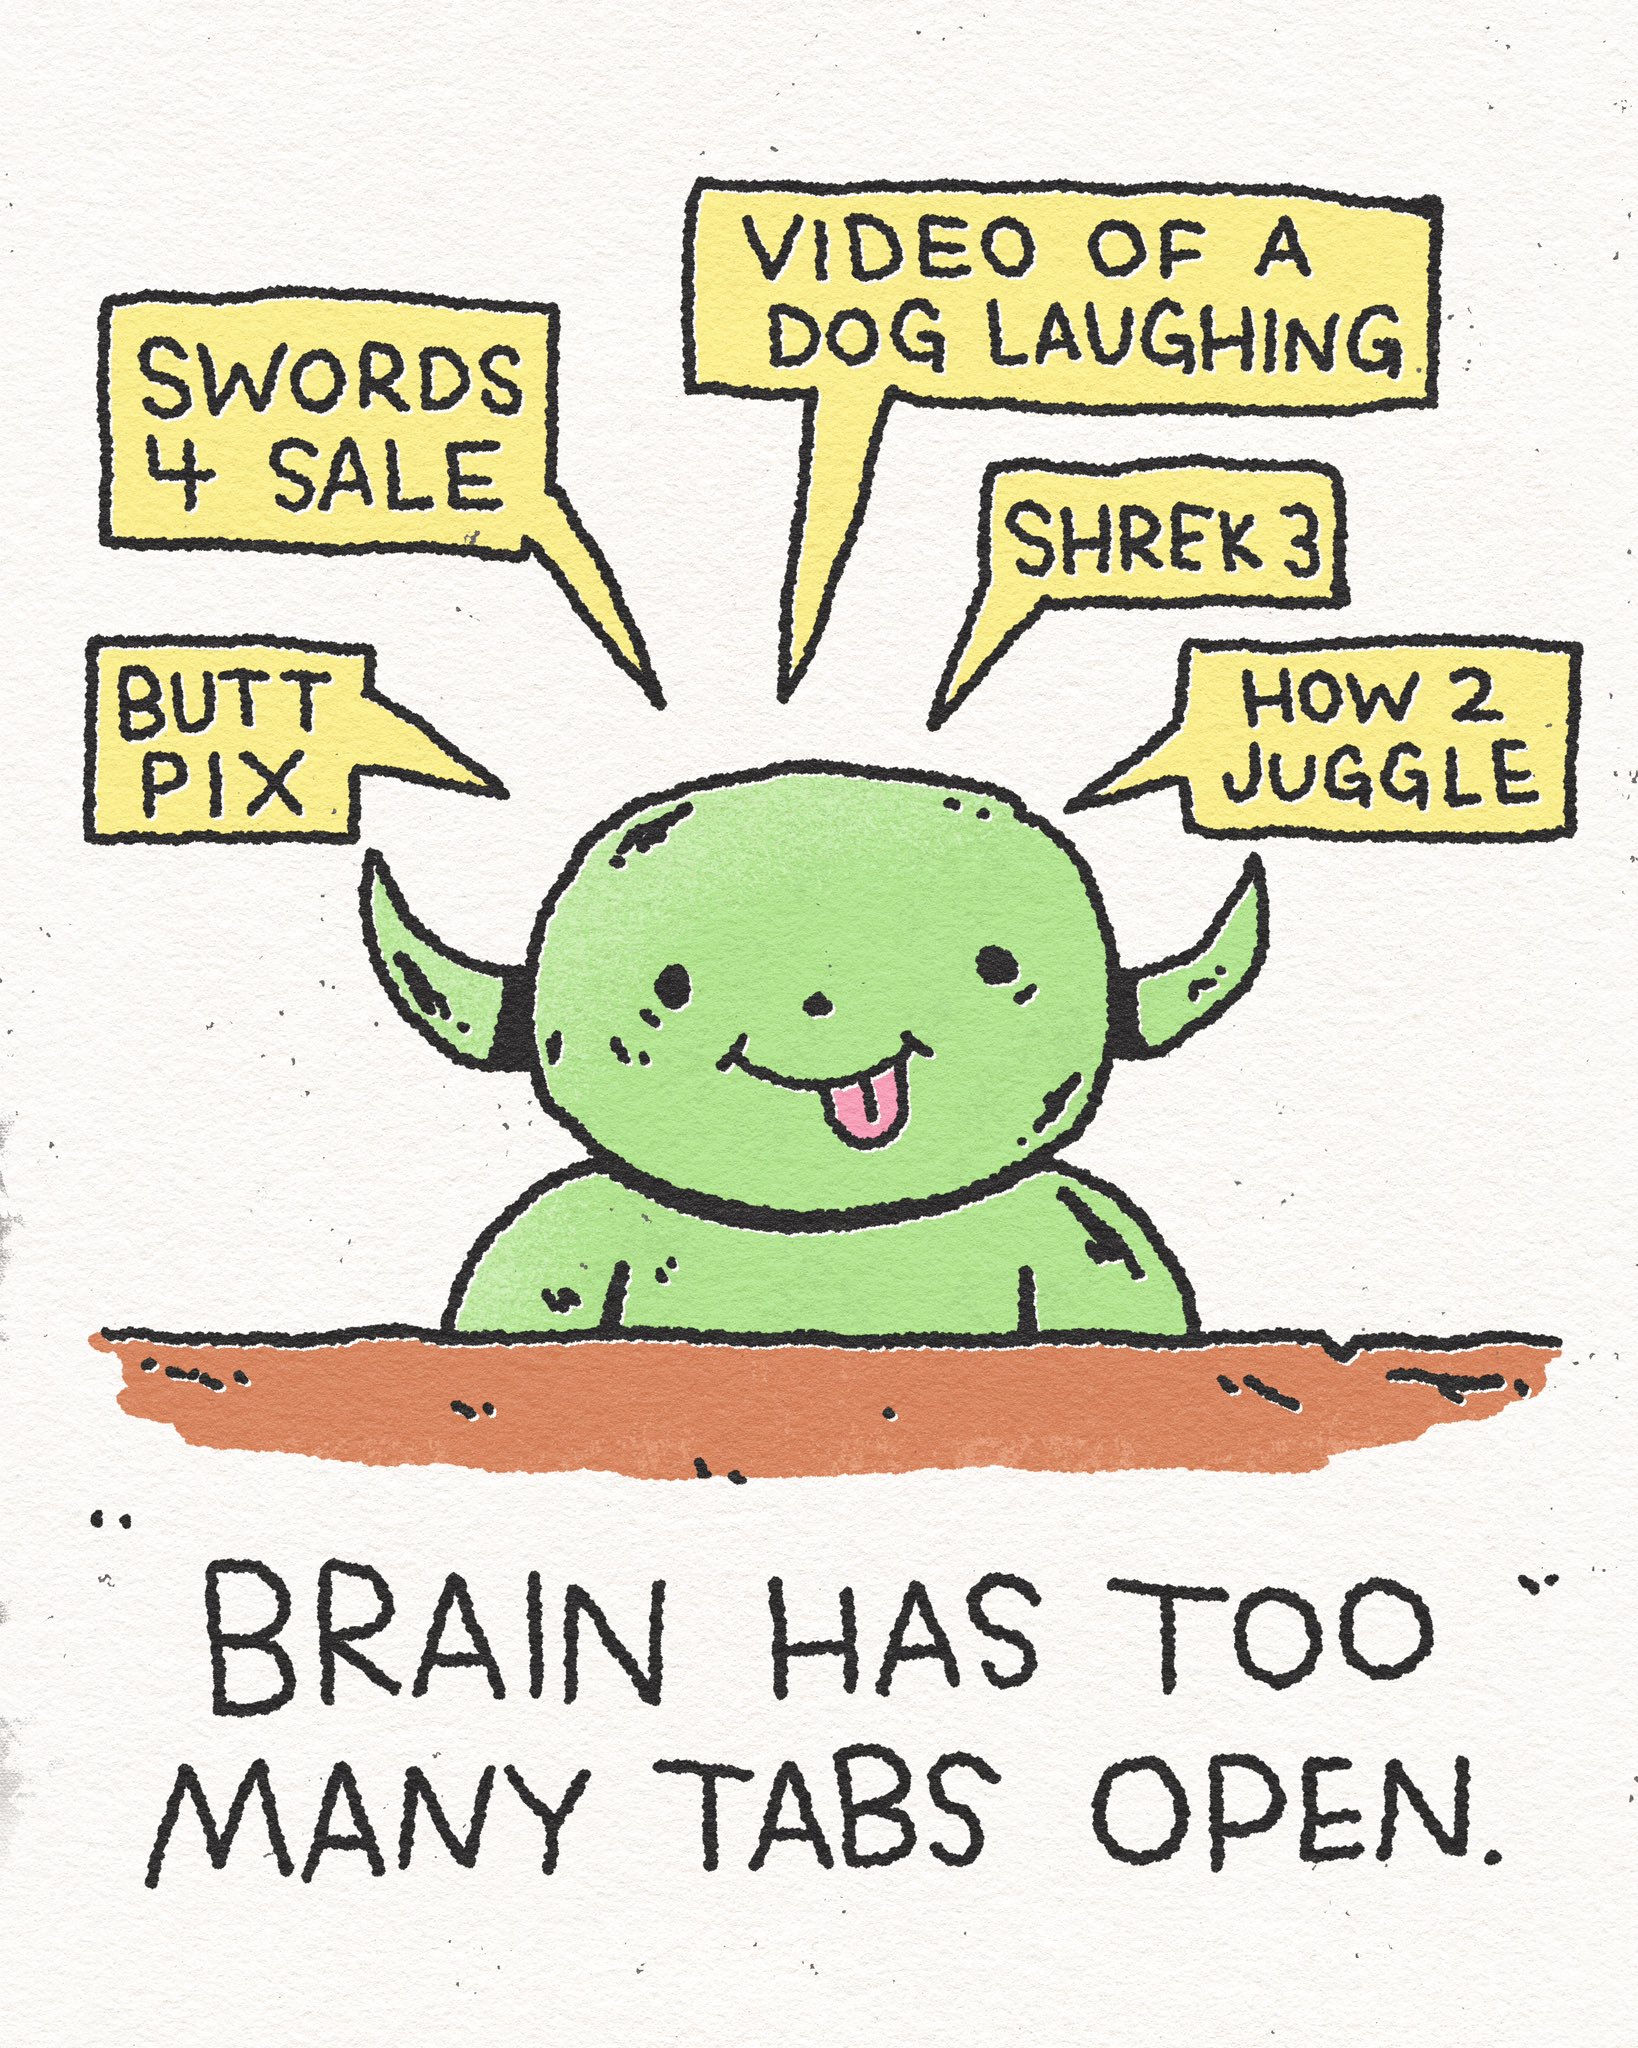 VIDEO OF A
DOG LAUGHING
SWORDS
4 SALE
SHREK 3
BUTT
PIX
HOW 2
JUGGLE
"BRAIN HAS TOO"
MANY TABS OPEN.